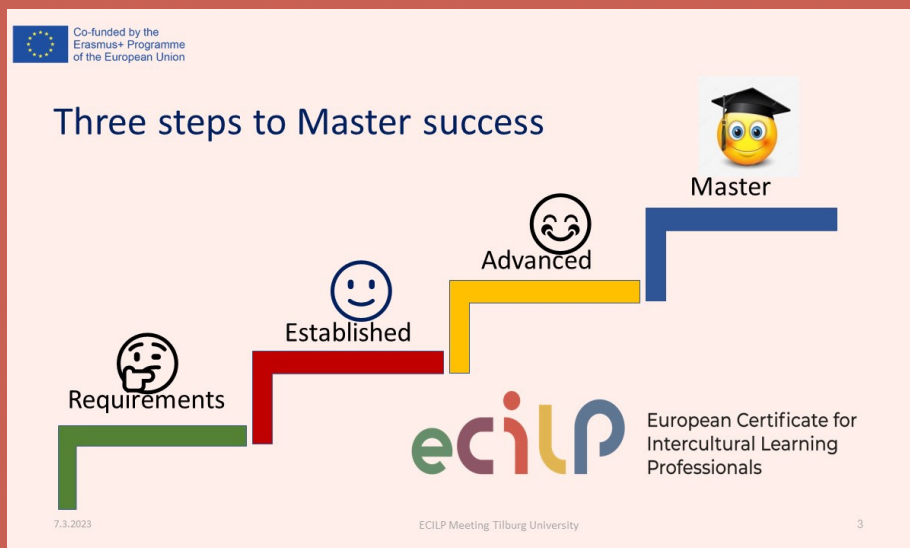 Co-funded by the
Erasmus+ Programme
of the European Union
Three steps to Master success
Master
Advanced
Established
Requirements
ecilp
European Certificate for
Intercultural Learning
Professionals
7.3.2023
ECILP Meeting Tilburg University
3